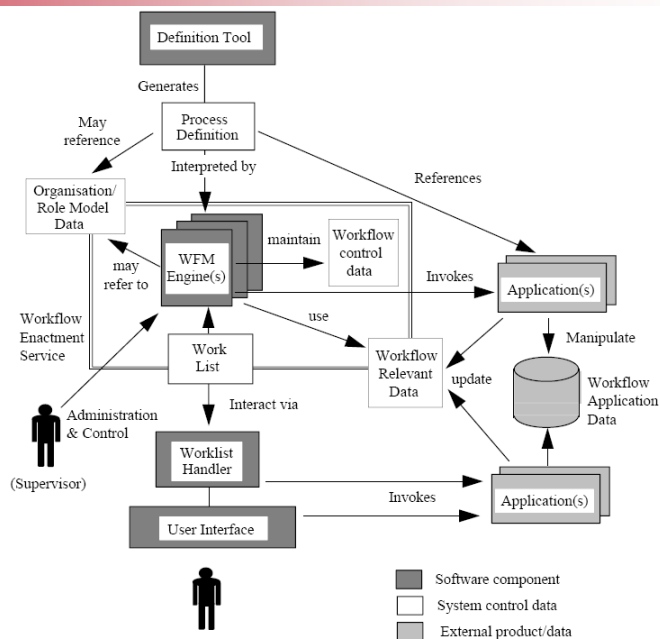 Definition Tool
Generates
May
reference
Process
Definition
Interpreted by
References
Organisation/
Role Model
Data
WFM
Engine(s)
maintain
Workflow
control
data
may
refer to
Invokes
Application(s)
use
Workflow
Enactment
Service
Work
List
Workflow
Relevant
Data
update
Manipulate
Workflow
Application
Data
Administration
& Control
Interact via
(Supervisor)
Worklist
Handler
Invokes
Application(s)
User Interface
Software component
System control data
External product/data